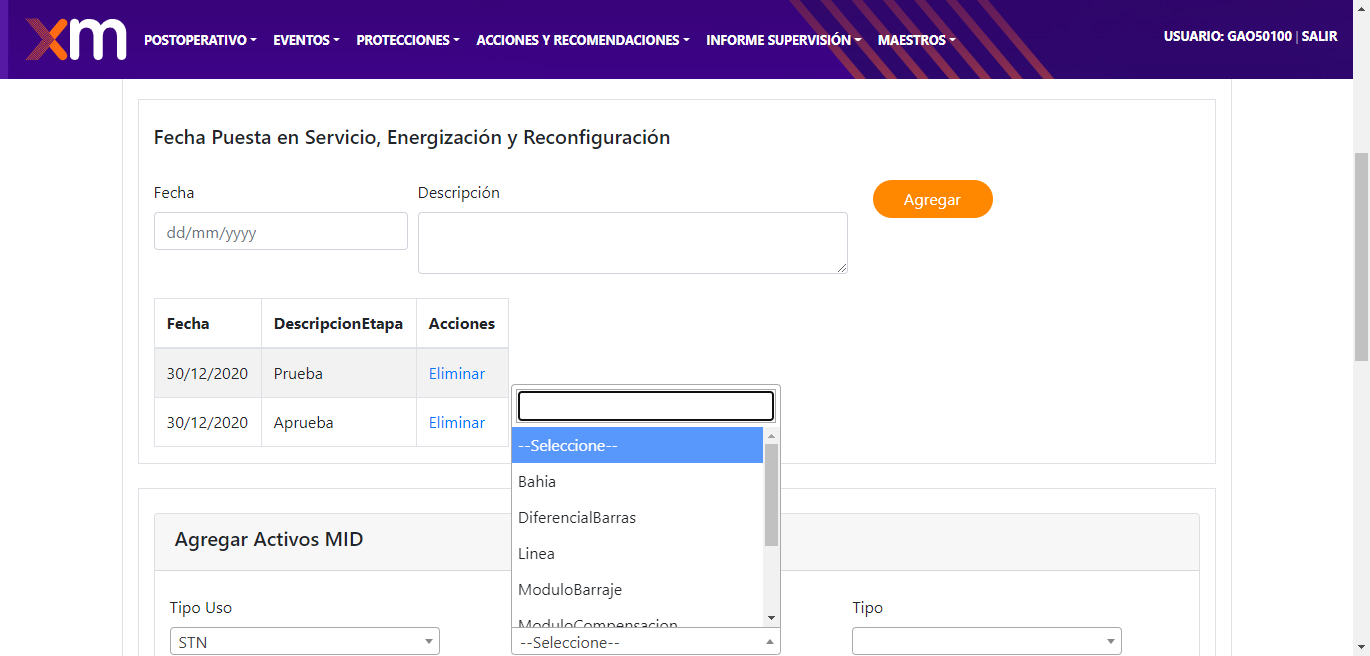 xm POSTOPERATIVO EVENTOS PROTECCIONES ACCIONES Y RECOMENDACIONES INFORME SUPERVISIÓN MAESTROS USUARIO: GAO50100 | SALIR
Fecha Puesta en Servicio, Energización y Reconfiguración
Fecha Descripción Agregar
dd/mm/yyyy
Fecha DescripcionEtapa Acciones
30/12/2020 Prueba Eliminar
30/12/2020 Aprueba Eliminar
--Seleccione--
Bahia
DiferencialBarras
Linea
ModuloBarraje
ModuloCompensacion
Agregar Activos MID
Tipo Uso Tipo
STN --Seleccione--